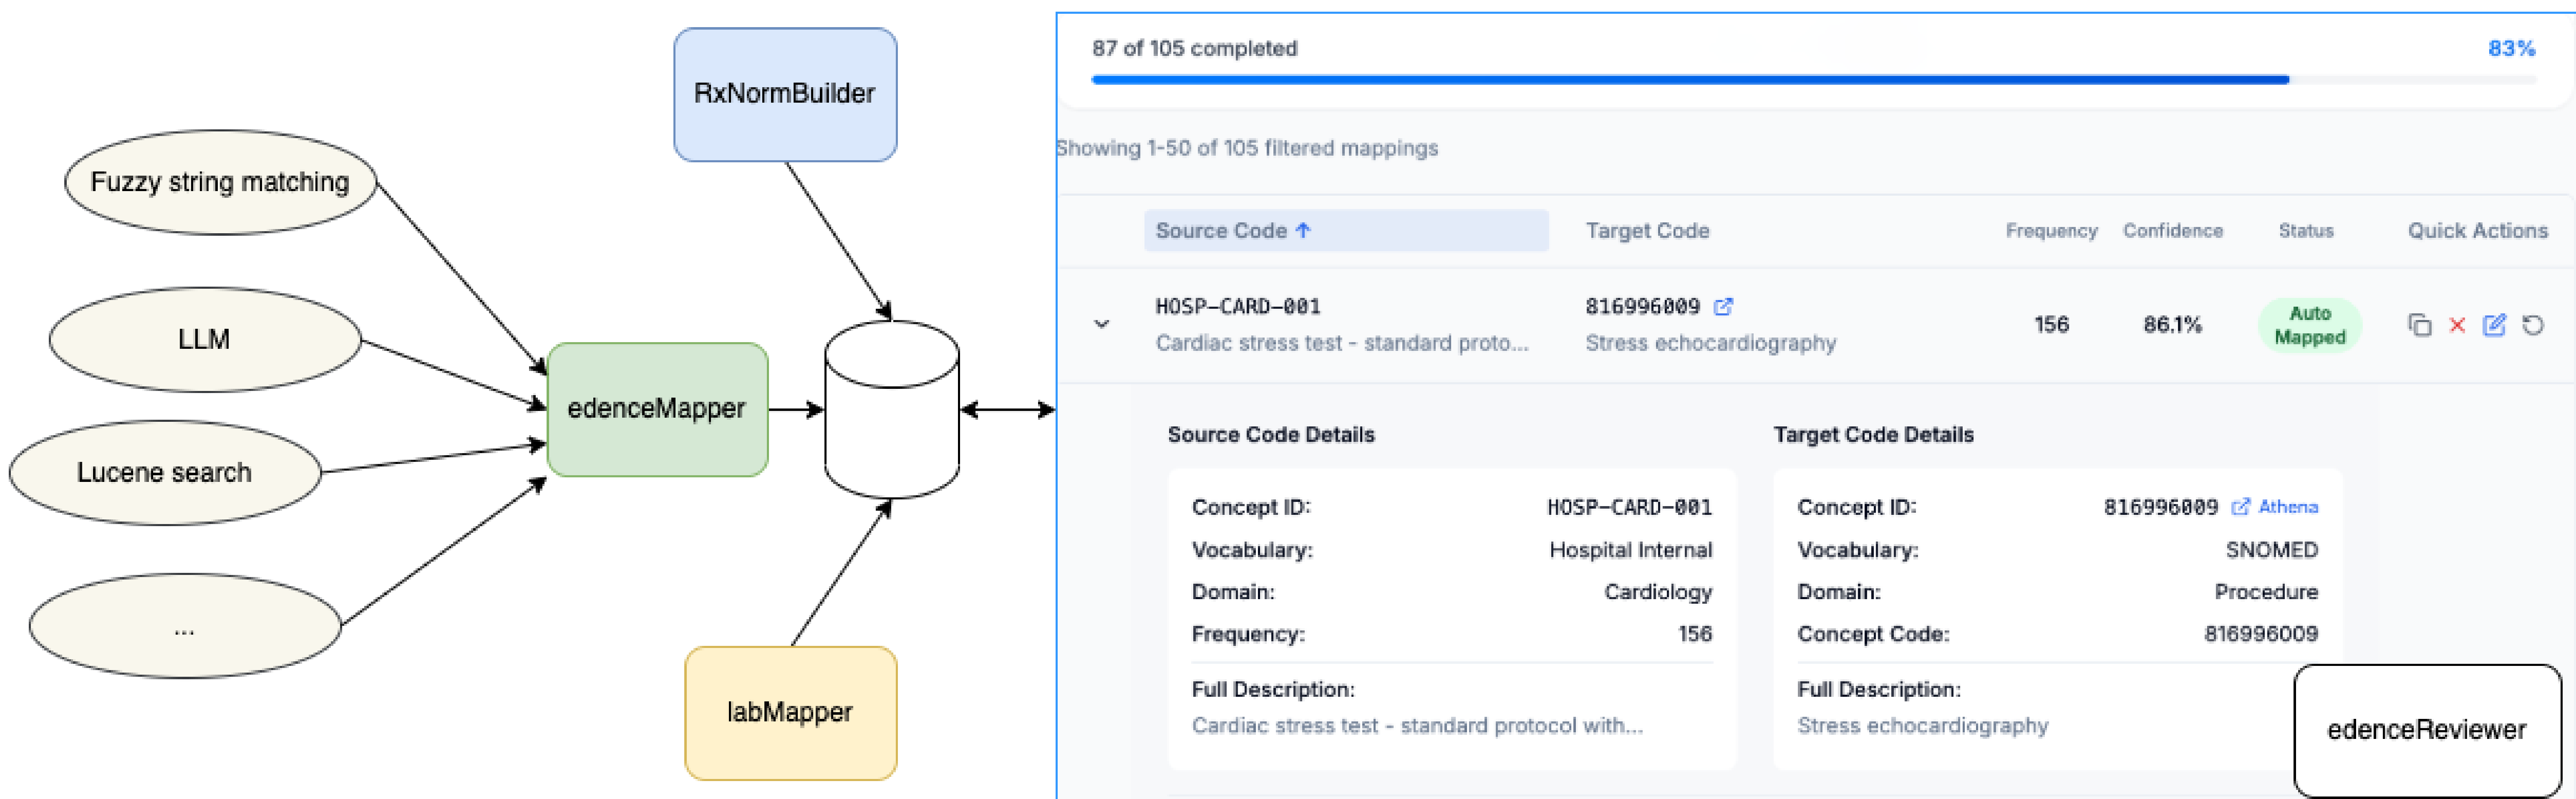 RxNormBuilder
Fuzzy string matching
LLM
edenceMapper
Lucene search
...
labMapper
87 of 105 completed 83%
Showing 1-50 of 105 filtered mappings
Source Code ↑ Target Code Frequency Confidence Status Quick Actions
HOSP-CARD-001 816996009
Cardiac stress test - standard proto... Stress echocardiography 156 86.1% Auto Mapped
Source Code Details Target Code Details
Concept ID: HOSP-CARD-001 Concept ID: 816996009 Athena
Vocabulary: Hospital Internal Vocabulary: SNOMED
Domain: Cardiology Domain: Procedure
Frequency: 156 Concept Code: 816996009
Full Description: Full Description:
Cardiac stress test - standard protocol with... Stress echocardiography
edenceReviewer